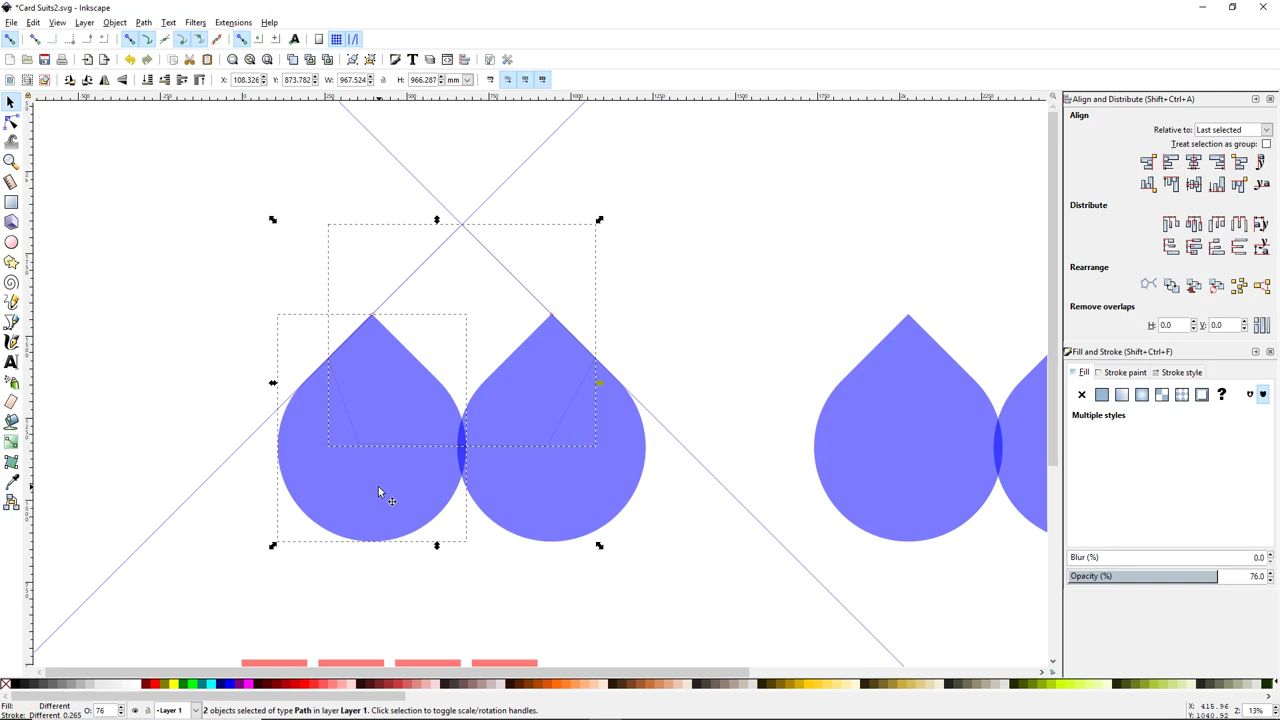 *Card Suits2.svg - Inkscape
File Edit View Layer Object Path Text Filters Extensions Help
X: 108.326 Y: 873.782 W: 967.524 H: 966.287 mm
Align and Distribute (Shift+Ctrl+A)
Align
Relative to: Last selected
Treat selection as group:
Distribute
Rearrange
Remove overlaps
H: 0.0 V: 0.0
Fill and Stroke (Shift+Ctrl+F)
Fill Stroke paint Stroke style
Multiple styles
Blur (%) 0.0
Opacity (%) 76.0
Fill: Different
Stroke: Different 0.265
O: 76
Layer 1
2 objects selected of type Path in layer Layer 1. Click selection to toggle scale/rotation handles.
X: 415.96
Y: 1040.92
Z: 13%